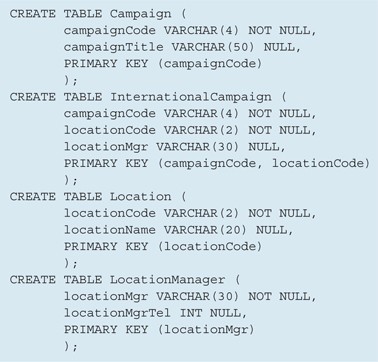 CREATE TABLE Campaign (
campaignCode VARCHAR(4) NOT NULL,
campaignTitle VARCHAR(50) NULL,
PRIMARY KEY (campaignCode)
);
CREATE TABLE InternationalCampaign (
campaignCode VARCHAR(4) NOT NULL,
locationCode VARCHAR(2) NOT NULL,
locationMgr VARCHAR(30) NULL,
PRIMARY KEY (campaignCode, locationCode)
);
CREATE TABLE Location (
locationCode VARCHAR(2) NOT NULL,
locationName VARCHAR(20) NULL,
PRIMARY KEY (locationCode)
);
CREATE TABLE LocationManager (
locationMgr VARCHAR(30) NOT NULL,
locationMgrTel INT NULL,
PRIMARY KEY (locationMgr)
);